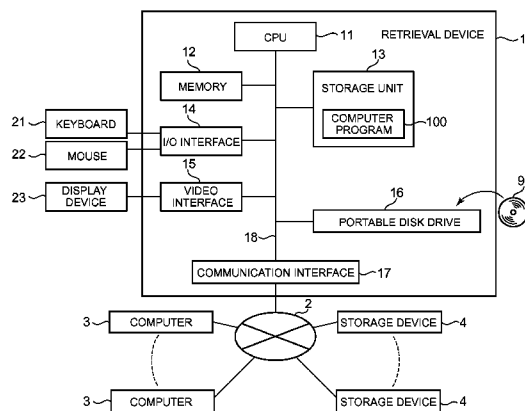 CPU
11
RETRIEVAL DEVICE
1
12
MEMORY
13
STORAGE UNIT
COMPUTER
PROGRAM
100
21
KEYBOARD
14
I/O INTERFACE
22
MOUSE
15
VIDEO
INTERFACE
23
DISPLAY
DEVICE
16
PORTABLE DISK DRIVE
9
18
COMMUNICATION INTERFACE
17
2
3
COMPUTER
STORAGE DEVICE
4
3
COMPUTER
STORAGE DEVICE
4